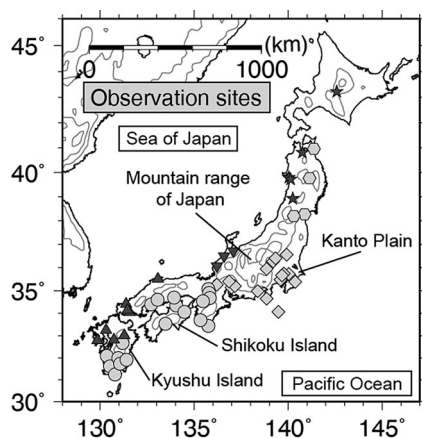 45˚
(km)
0
1000
Observation sites
Sea of Japan
40˚
Mountain range
of Japan
Kanto Plain
35˚
Shikoku Island
Kyushu Island
Pacific Ocean
30˚
130˚
135˚
140˚
145˚